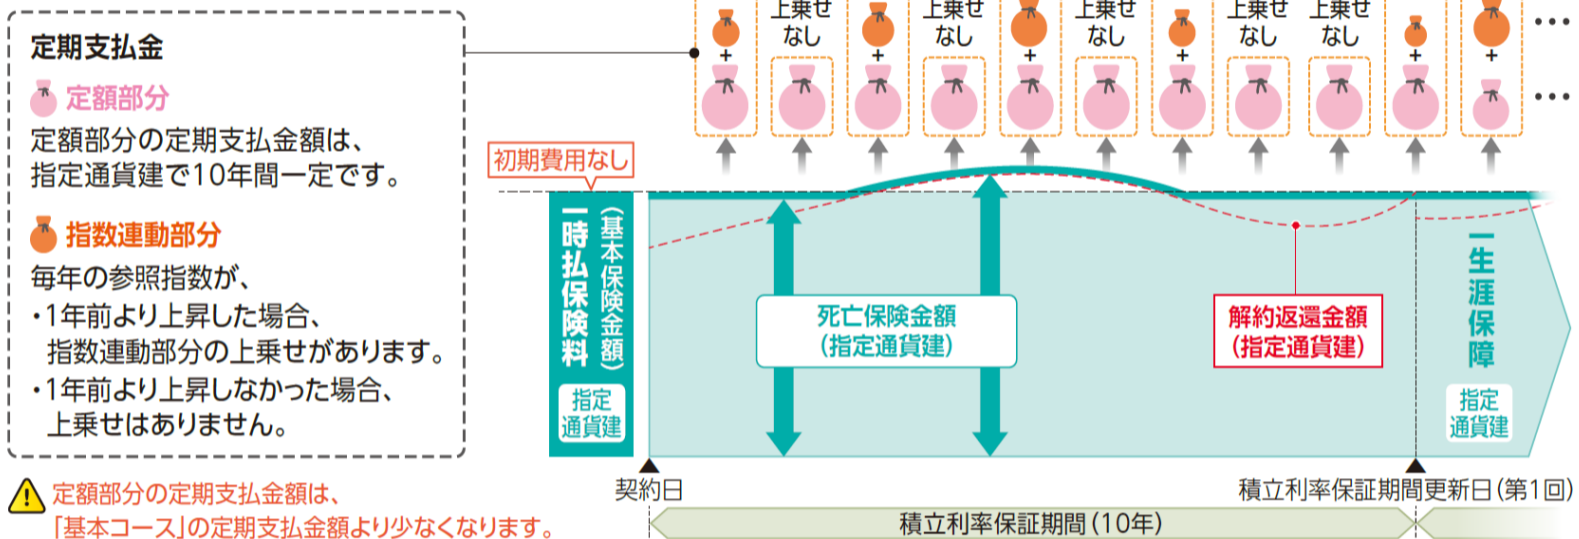 定期支払金
定額部分
定額部分の定期支払金額は、
指定通貨建で10年間一定です。
指数連動部分
毎年の参照指数が、
・1年前より上昇した場合、
指数連動部分の上乗せがあります。
・1年前より上昇しなかった場合、
上乗せはありません。
定額部分の定期支払金額は、
「基本コース」の定期支払金額より少なくなります。
+
上乗せ
なし
+
上乗せ
なし
+
上乗せ
なし
+
上乗せ
なし
上乗せ
なし
+
+
…
…
初期費用なし
一時払保険料
(基本保険金額)
指定
通貨建
死亡保険金額
(指定通貨建)
解約返還金額
(指定通貨建)
一生涯保障
指定
通貨建
契約日
積立利率保証期間更新日(第1回)
積立利率保証期間(10年)